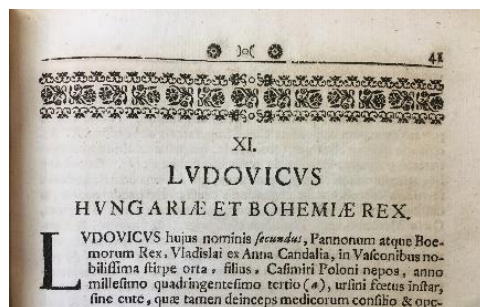 41
XI.
LVDOVICVS
HVNGARIÆ ET BOHEMIÆ REX.
LVDOVICVS hujus nominis secundus, Pannonum atque Boe-
morum Rex, Vladislai ex Anna Candalia, in Vasconibus no-
bilissima stirpe orta, filius, Casimiri Poloni nepos, anno
millesimo quadringentesimo tertio (a), ursini fœtus instar,
sine cute, quæ tamen deinceps medicorum consilio & ope-